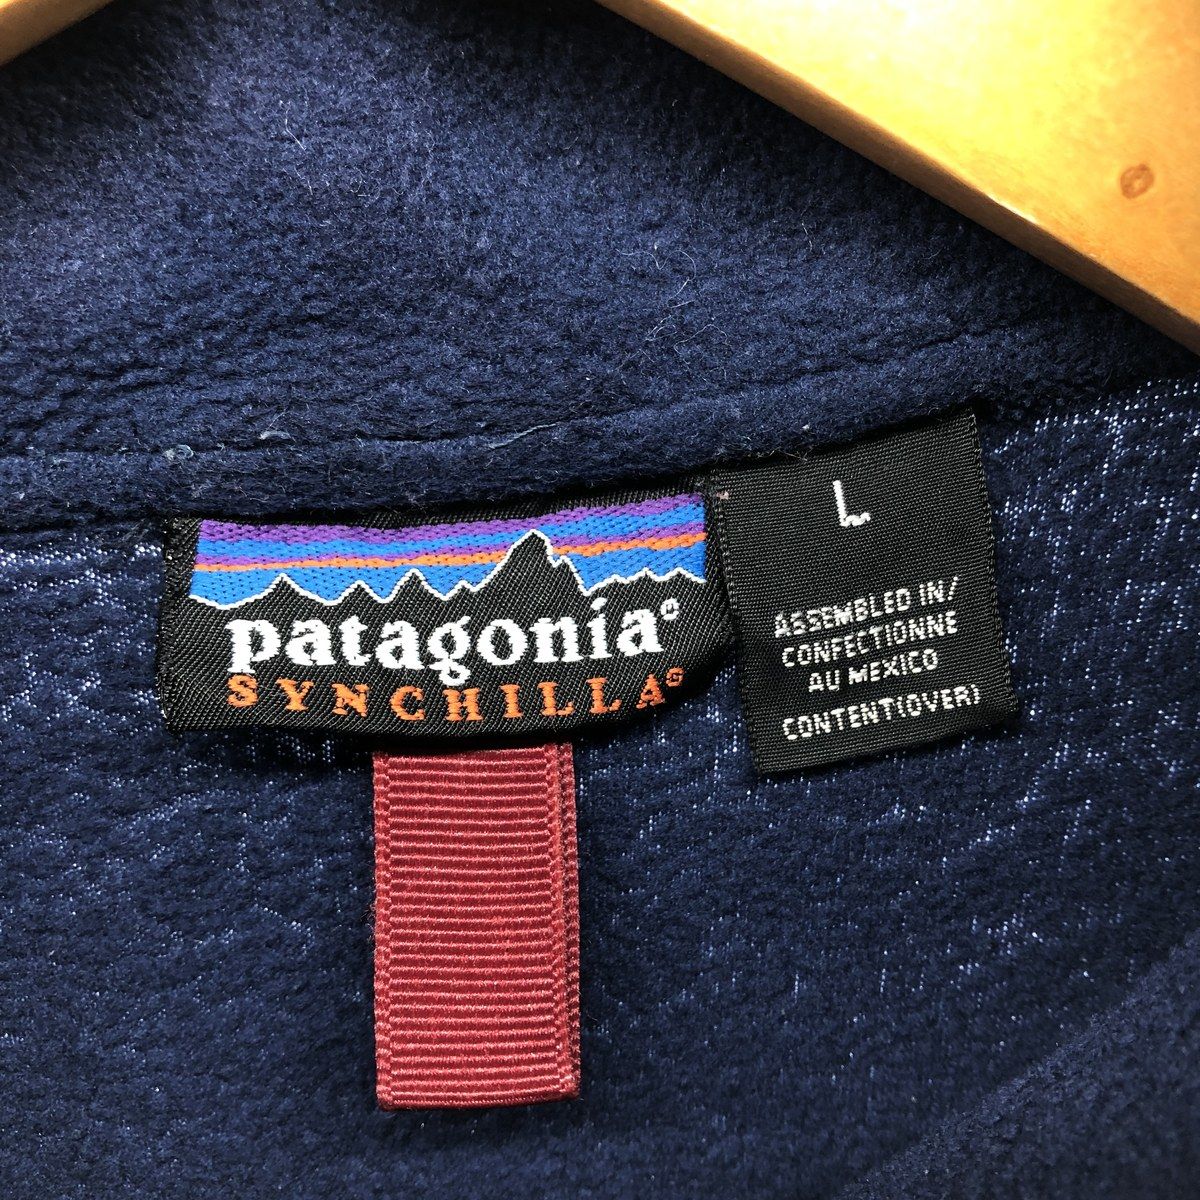 patagonia®
SYNCHILLA®
L
ASSEMBLED IN/
CONFECTIONNE
AU MEXICO
CONTENT(OVER)